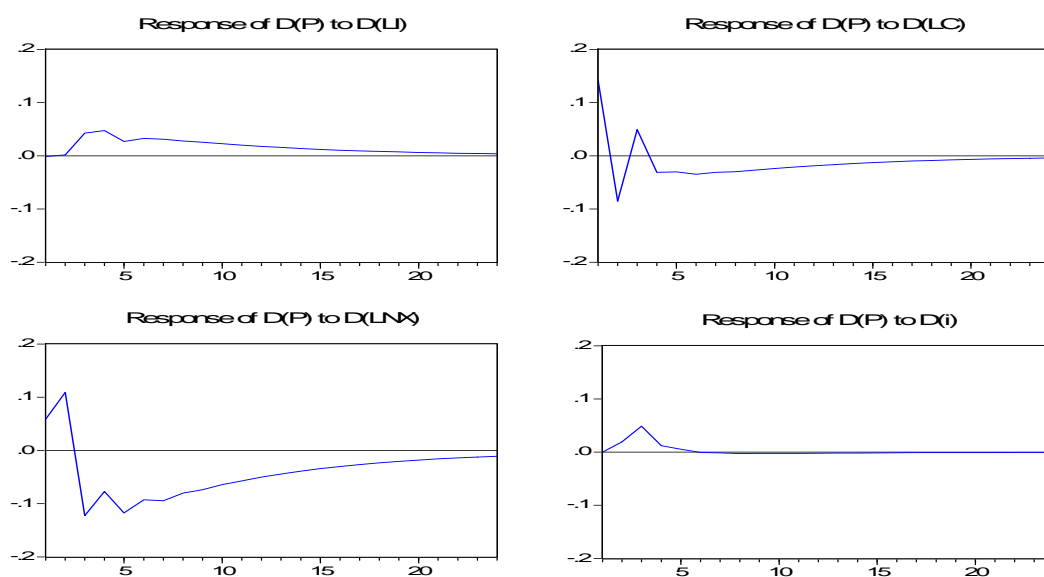 Response of D(P) to D(LI)
.2
.1
.0
-.1
-.2
5 10 15 20
Response of D(P) to D(LC)
.2
.1
.0
-.1
-.2
5 10 15 20
Response of D(P) to D(LNX)
.2
.1
.0
-.1
-.2
5 10 15 20
Response of D(P) to D(i)
.2
.1
.0
-.1
-.2
5 10 15 20